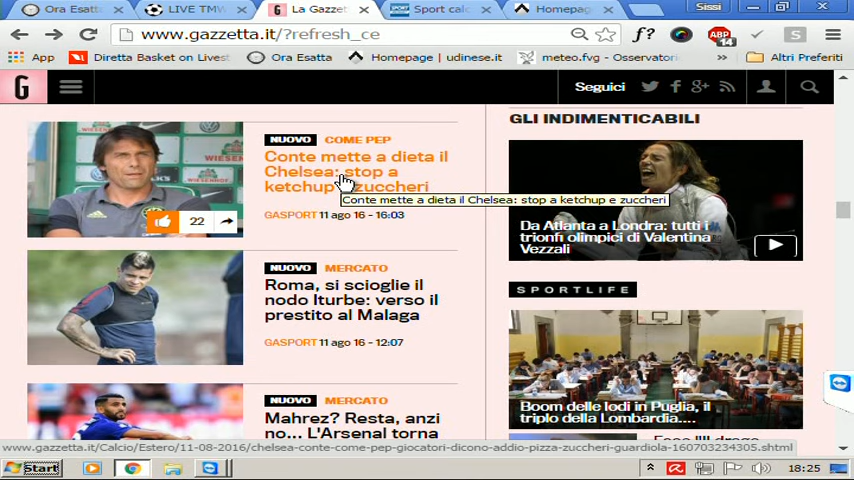 Ora Esatta
LIVE TMW
La Gazzet
Sport calc
Homepag
Sissi
www.gazzetta.it/?refresh_ce
f?
ABP
14
S
App
Diretta Basket on Livesc
Ora Esatta
Homepage | udinese.it
meteo.fvg - Osservatori
»
Altri Preferiti
G
Seguici
GLI INDIMENTICABILI
WIESEN
NUOVO COME PEP
Conte mette a dieta il
Chelsea: stop a
ketchup zuccheri
Conte mette a dieta il Chelsea: stop a ketchup e zuccheri
22
GASPORT 11 ago 16 - 16:03
Da Atlanta a Londra: tutti i
trionfi olimpici di Valentina
Vezzali
NUOVO MERCATO
Roma, si scioglie il
nodo Iturbe: verso il
prestito al Malaga
GASPORT 11 ago 16 - 12:07
SPORTLIFE
Boom delle lodi in Puglia, il
triplo della Lombardia....
NUOVO MERCATO
Mahrez? Resta, anzi
no... L'Arsenal torna
www.gazzetta.it/Calcio/Estero/11-08-2016/chelsea-conte-come-pep-giocatori-dicono-addio-pizza-zuccheri-guardiola-160703234305.shtml
Start
18:25